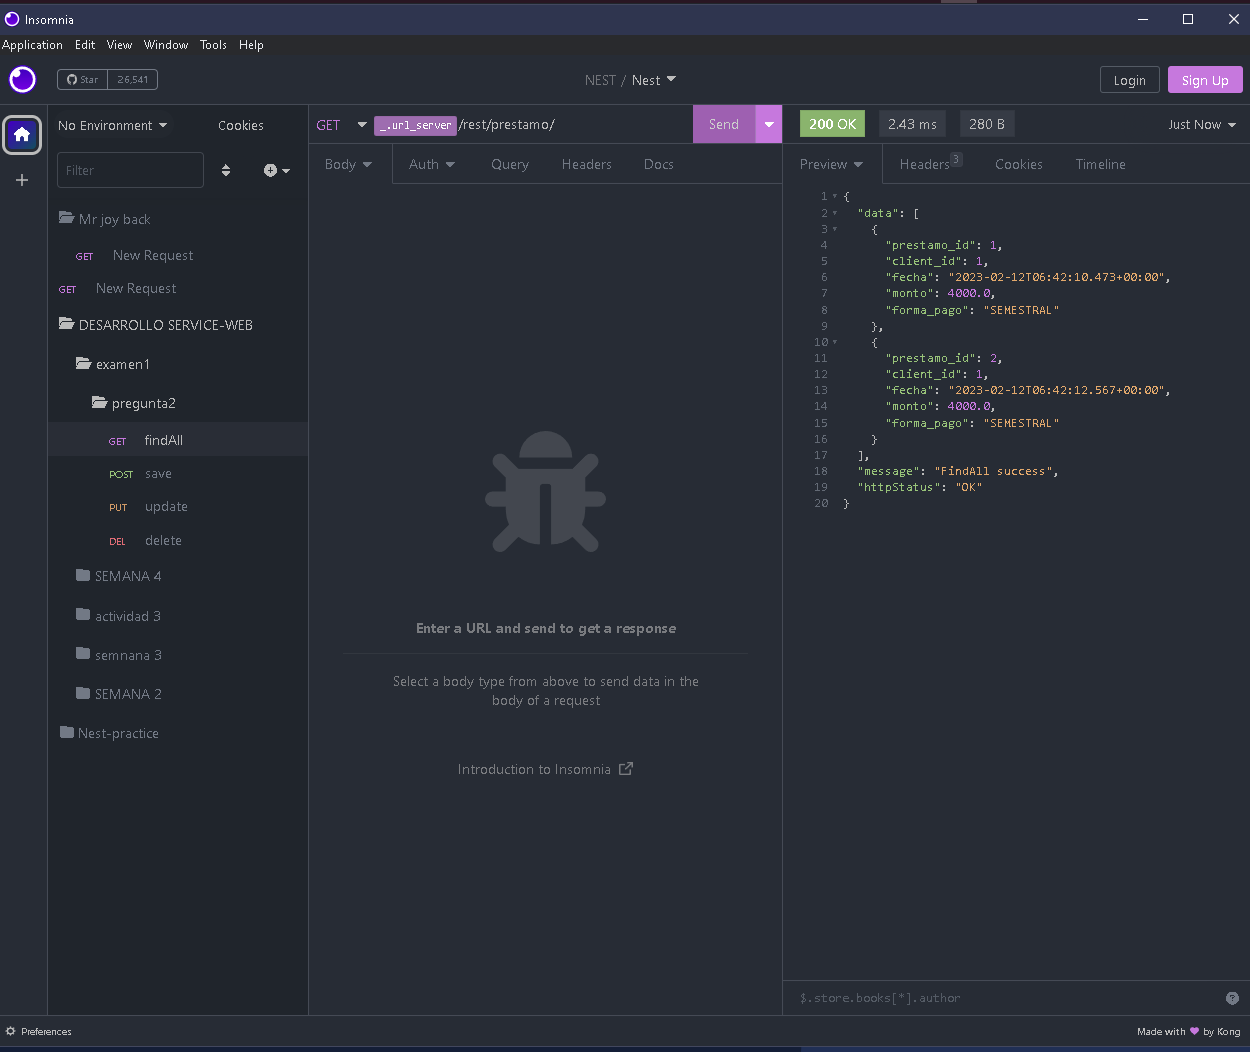 Insomnia
Application Edit View Window Tools Help
Star 26,541
NEST / Nest
Login Sign Up
No Environment Cookies
Filter
Mr joy back
GET New Request
GET New Request
DESARROLLO SERVICE-WEB
examen1
pregunta2
GET findAll
POST save
PUT update
DEL delete
SEMANA 4
actividad 3
semnana 3
SEMANA 2
Nest-practice
GET _.url_server /rest/prestamo/ Send
Body Auth Query Headers Docs
Enter a URL and send to get a response
Select a body type from above to send data in the
body of a request
Introduction to Insomnia
200 OK 2.43 ms 280 B Just Now
Preview Headers 3 Cookies Timeline
1 {
2 "data": [
3 {
4 "prestamo_id": 1,
5 "client_id": 1,
6 "fecha": "2023-02-12T06:42:10.473+00:00",
7 "monto": 4000.0,
8 "forma_pago": "SEMESTRAL"
9 },
10 {
11 "prestamo_id": 2,
12 "client_id": 1,
13 "fecha": "2023-02-12T06:42:12.567+00:00",
14 "monto": 4000.0,
15 "forma_pago": "SEMESTRAL"
16 }
17 ],
18 "message": "FindAll success",
19 "httpStatus": "OK"
20 }
$.store.books[*].author ?
Preferences
Made with ♥ by Kong